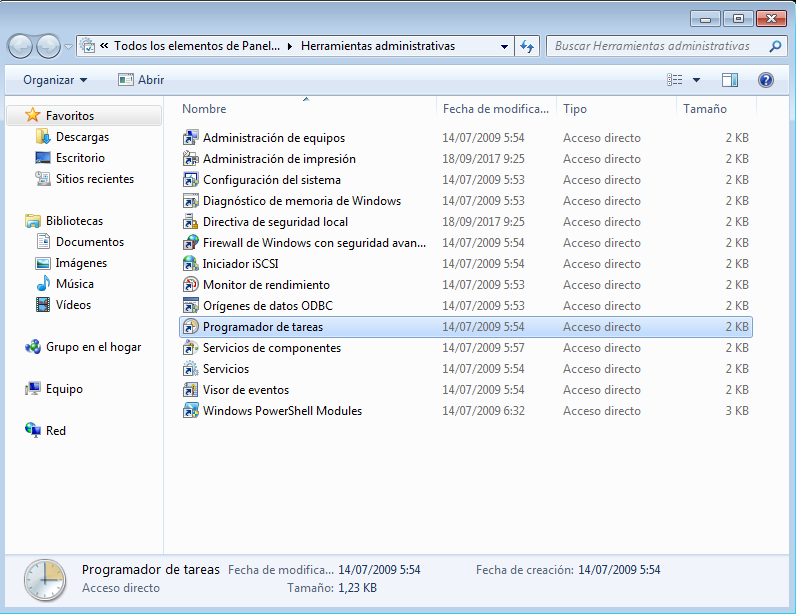 « Todos los elementos de Panel... ▸ Herramientas administrativas
Buscar Herramientas administrativas
Organizar
Abrir
Favoritos
Descargas
Escritorio
Sitios recientes
Bibliotecas
Documentos
Imágenes
Música
Vídeos
Grupo en el hogar
Equipo
Red
Nombre Fecha de modifica... Tipo Tamaño
Administración de equipos 14/07/2009 5:54 Acceso directo 2 KB
Administración de impresión 18/09/2017 9:25 Acceso directo 2 KB
Configuración del sistema 14/07/2009 5:53 Acceso directo 2 KB
Diagnóstico de memoria de Windows 14/07/2009 5:53 Acceso directo 2 KB
Directiva de seguridad local 18/09/2017 9:25 Acceso directo 2 KB
Firewall de Windows con seguridad avan... 14/07/2009 5:54 Acceso directo 2 KB
Iniciador iSCSI 14/07/2009 5:54 Acceso directo 2 KB
Monitor de rendimiento 14/07/2009 5:53 Acceso directo 2 KB
Orígenes de datos ODBC 14/07/2009 5:53 Acceso directo 2 KB
Programador de tareas 14/07/2009 5:54 Acceso directo 2 KB
Servicios de componentes 14/07/2009 5:57 Acceso directo 2 KB
Servicios 14/07/2009 5:54 Acceso directo 2 KB
Visor de eventos 14/07/2009 5:54 Acceso directo 2 KB
Windows PowerShell Modules 14/07/2009 6:32 Acceso directo 3 KB
Programador de tareas Fecha de modifica... 14/07/2009 5:54 Fecha de creación: 14/07/2009 5:54
Acceso directo Tamaño: 1,23 KB